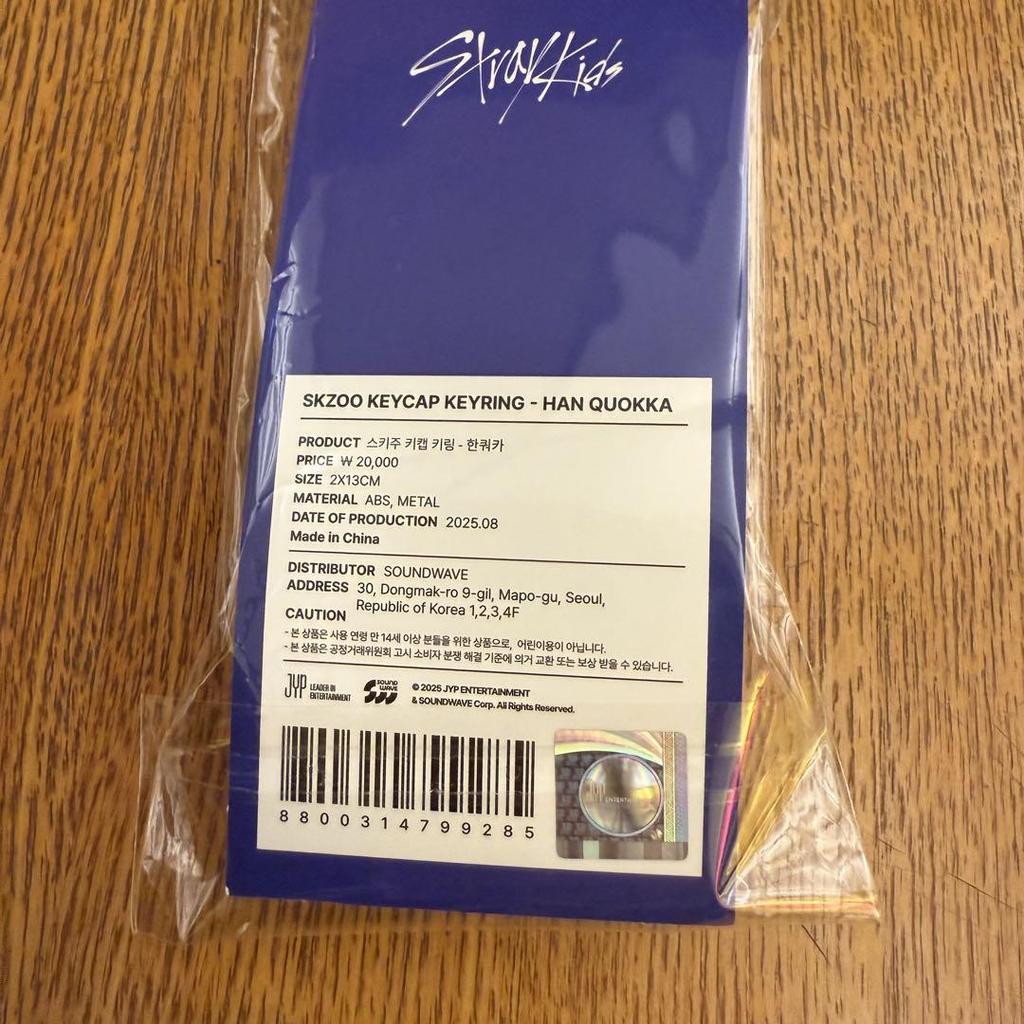 Stray Kids
SKZOO KEYCAP KEYRING - HAN QUOKKA
PRODUCT 스키주 키캡 키링 - 한쿼카
PRICE ₩ 20,000
SIZE 2X13CM
MATERIAL ABS, METAL
DATE OF PRODUCTION 2025.08
Made in China
DISTRIBUTOR SOUNDWAVE
ADDRESS 30, Dongmak-ro 9-gil, Mapo-gu, Seoul,
Republic of Korea 1,2,3,4F
CAUTION
- 본 상품은 사용 연령 만 14세 이상 분들을 위한 상품으로, 어린이용이 아닙니다.
- 본 상품은 공정거래위원회 고시 소비자 분쟁 해결 기준에 의거 교환 또는 보상 받을 수 있습니다.
JYP LEADER IN
ENTERTAINMENT
SOUND
WAVE
© 2025 JYP ENTERTAINMENT
& SOUNDWAVE Corp. All Rights Reserved.
8800314799285
JYP